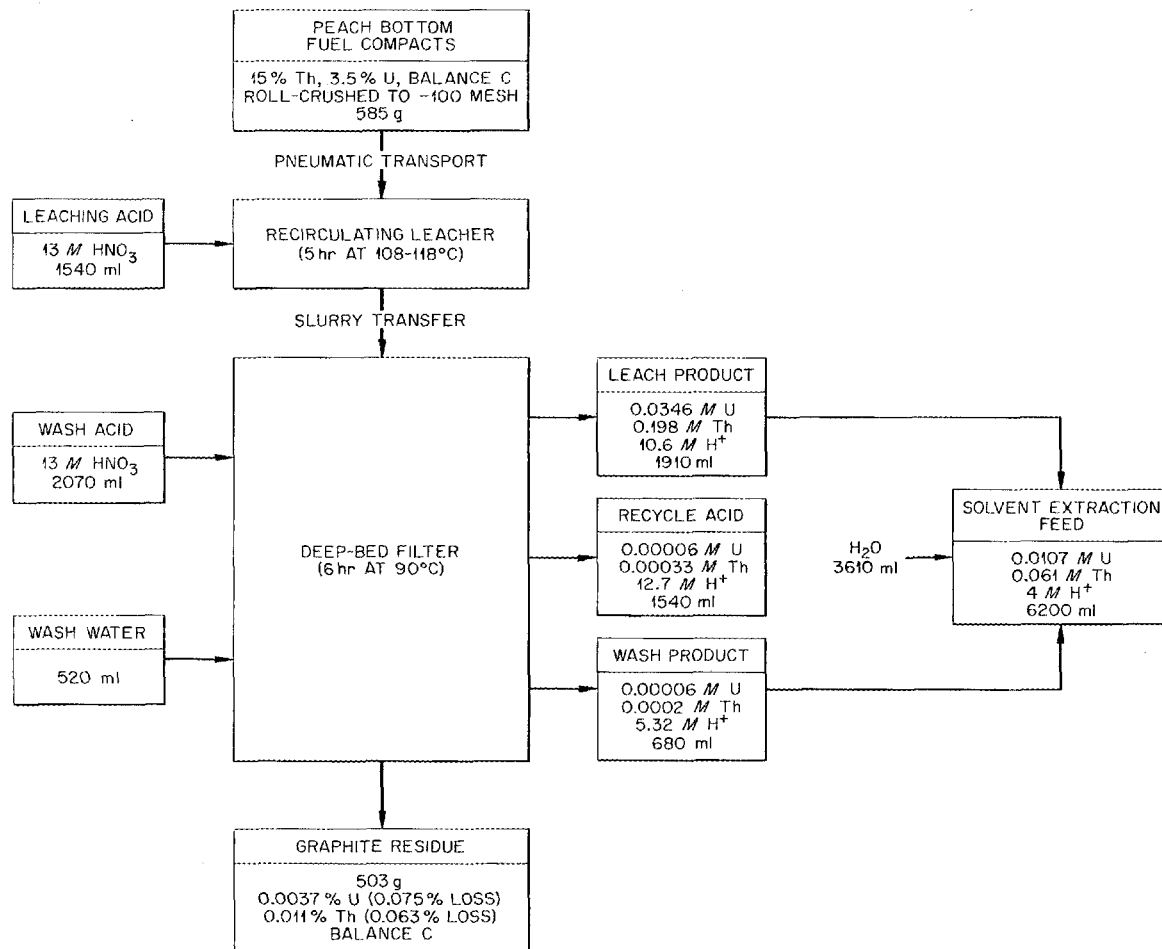 PEACH BOTTOM
FUEL COMPACTS
15% Th, 3.5% U, BALANCE C
ROLL-CRUSHED TO -100 MESH
585 g
PNEUMATIC TRANSPORT
LEACHING ACID
13 M HNO3
1540 ml
RECIRCULATING LEACHER
(5 hr AT 108-118°C)
SLURRY TRANSFER
WASH ACID
13 M HNO3
2070 ml
WASH WATER
520 ml
DEEP-BED FILTER
(6 hr AT 90°C)
LEACH PRODUCT
0.0346 M U
0.198 M Th
10.6 M H+
1910 ml
RECYCLE ACID
0.00006 M U
0.00033 M Th
12.7 M H+
1540 ml
WASH PRODUCT
0.00006 M U
0.0002 M Th
5.32 M H+
680 ml
H2O
3610 ml
SOLVENT EXTRACTION
FEED
0.0107 M U
0.061 M Th
4 M H+
6200 ml
GRAPHITE RESIDUE
503 g
0.0037% U (0.075% LOSS)
0.011% Th (0.063% LOSS)
BALANCE C